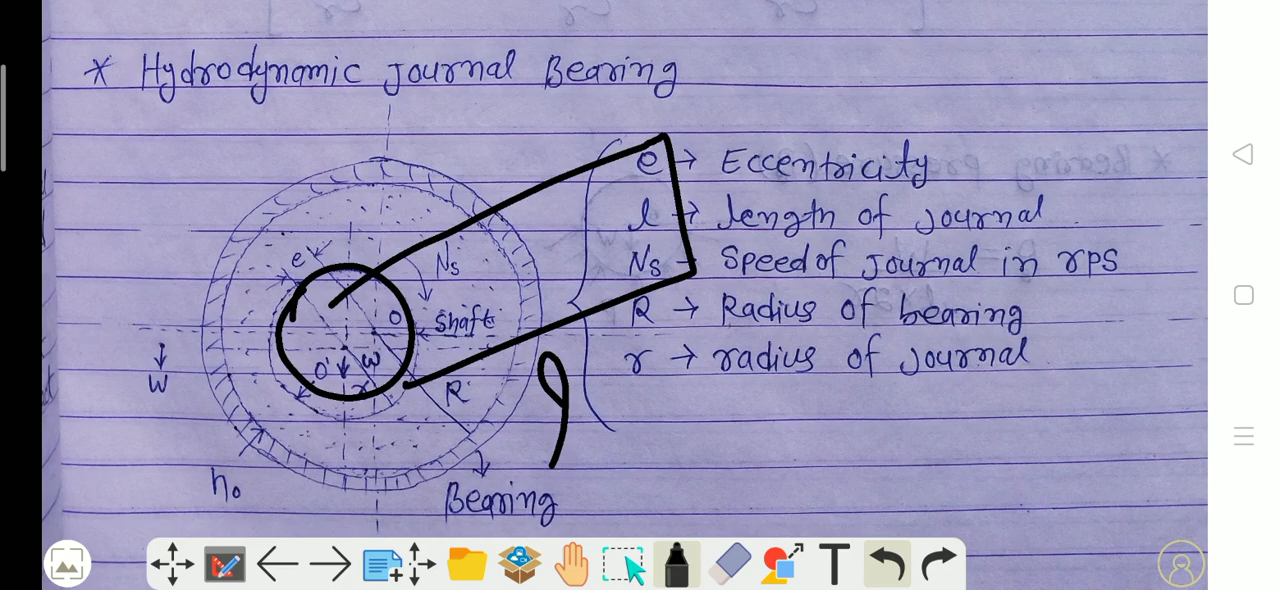 * Hydrodynamic Journal Bearing
e → Eccentricity
l → length of Journal
Ns → Speed of Journal in rps
R → Radius of bearing
r → radius of Journal
e
Ns
O
Shaft
O'
W
r
R
W
h₀
Bearing
l
T